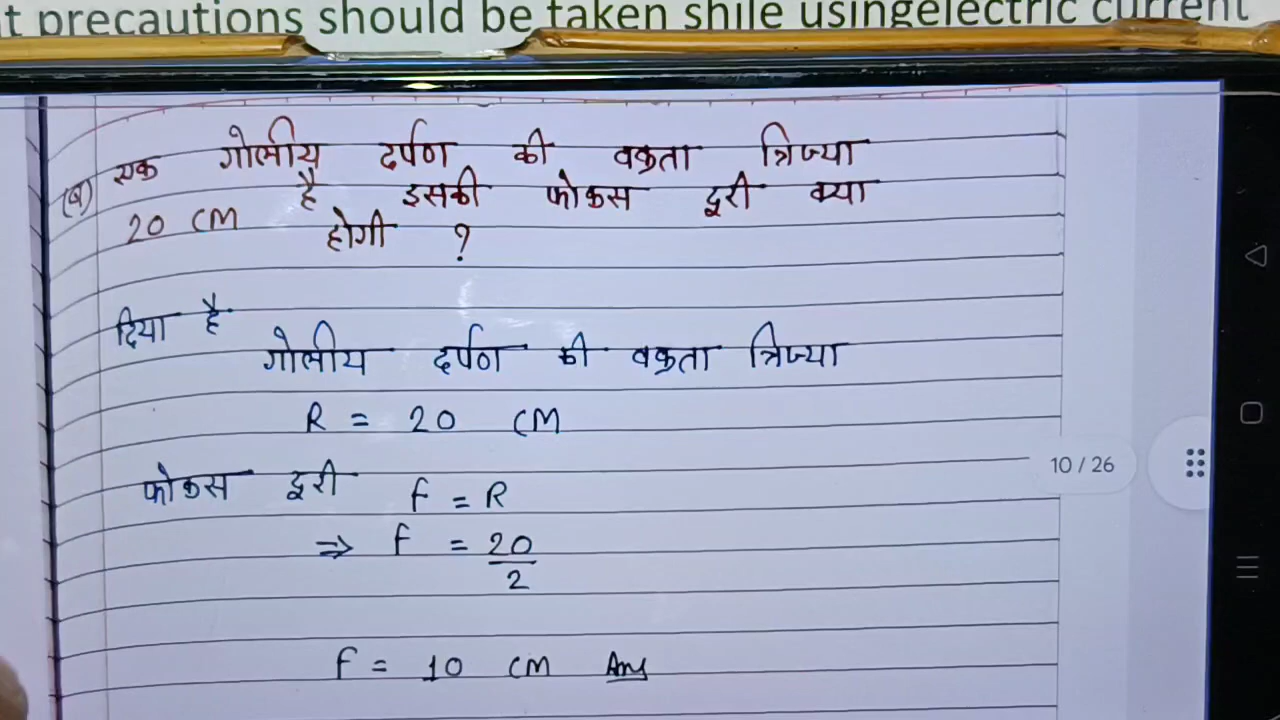 t precautions should be taken shile usingelectric current
(ब) एक गोलीय दर्पण की वक्रता त्रिज्या
20 CM है इसकी फोकस दूरी क्या
होगी ?
दिया है
गोलीय दर्पण की वक्रता त्रिज्या
R = 20 CM
10 / 26
फोकस दूरी f = R
⇒ f = 20/2
f = 10 CM Ans